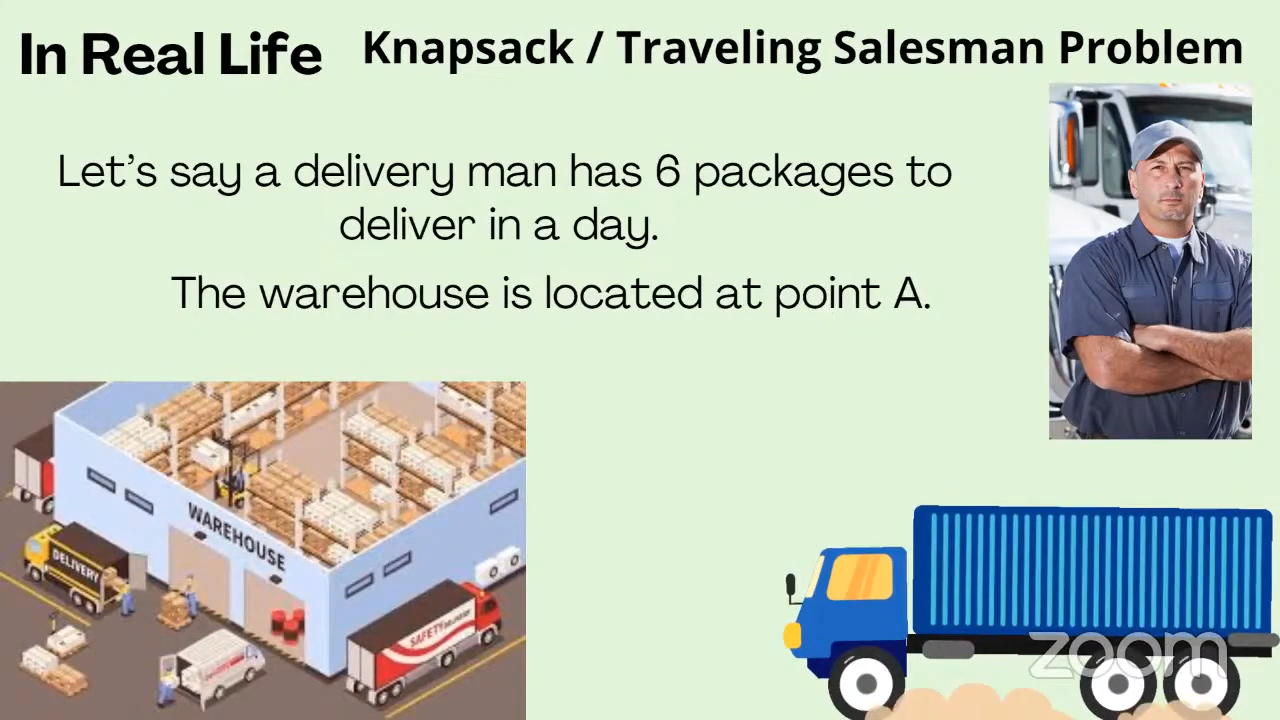 In Real Life
Knapsack / Traveling Salesman Problem
Let's say a delivery man has 6 packages to
deliver in a day.
The warehouse is located at point A.
WAREHOUSE
DELIVERY
SAFETY
zoom